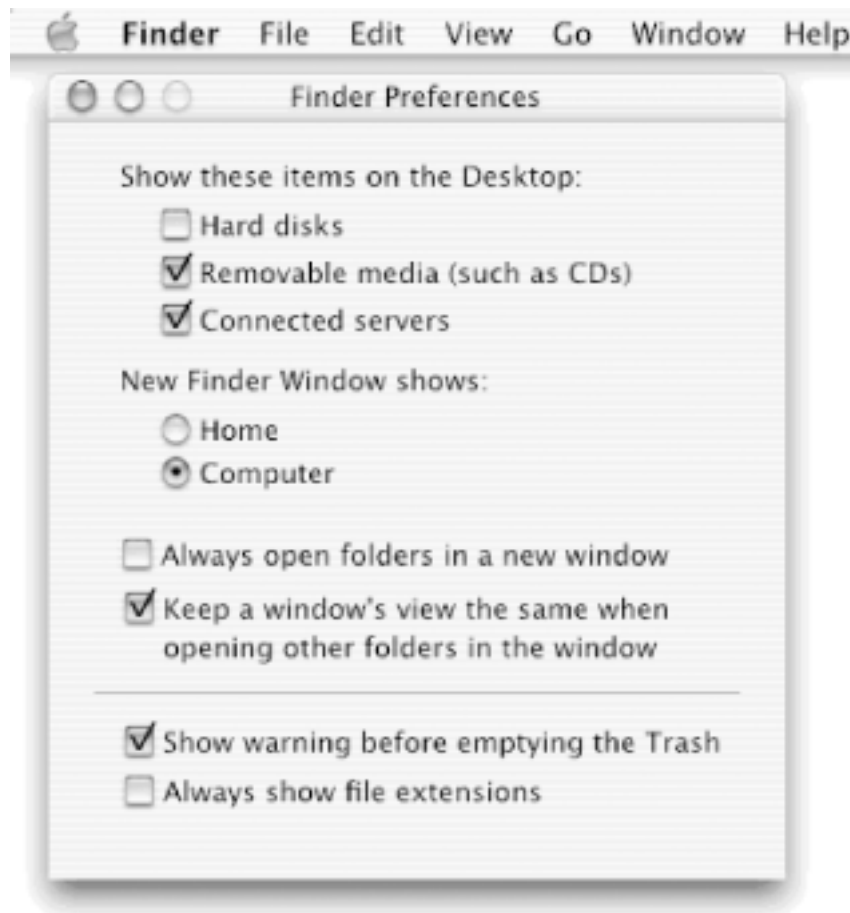 Finder File Edit View Go Window Help
Finder Preferences
Show these items on the Desktop:
Hard disks
Removable media (such as CDs)
Connected servers
New Finder Window shows:
Home
Computer
Always open folders in a new window
Keep a window's view the same when
opening other folders in the window
Show warning before emptying the Trash
Always show file extensions